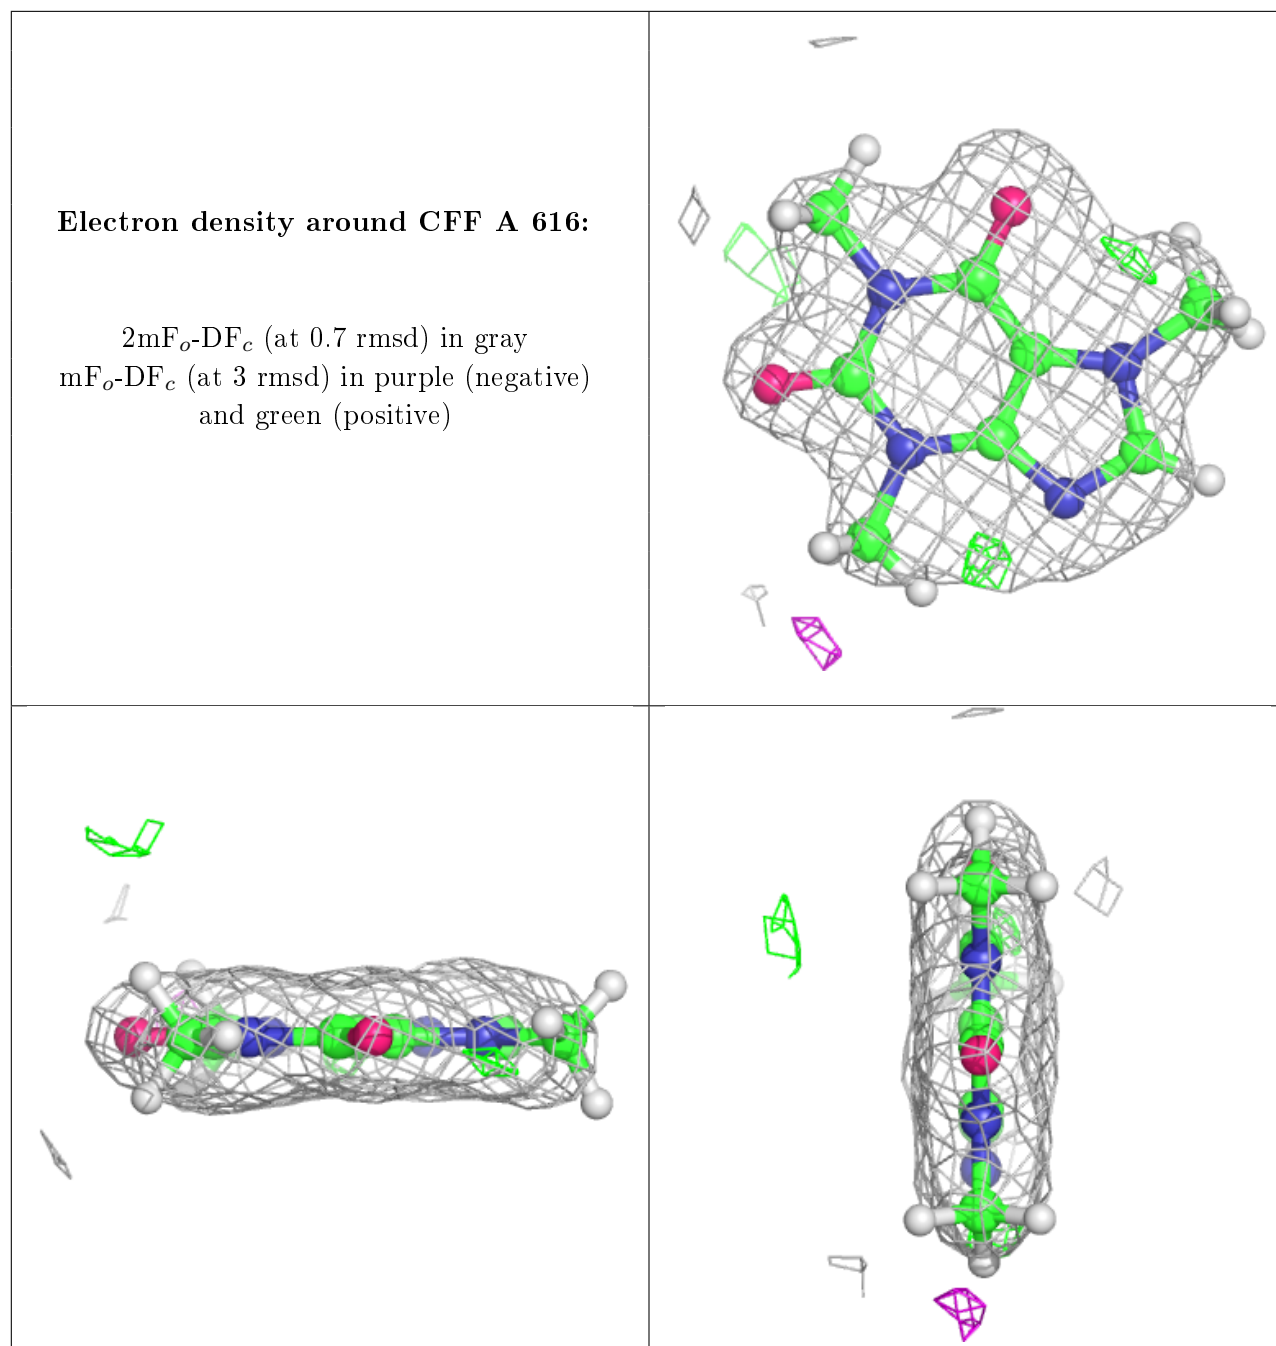 Electron density around CFF A 616:
2mFo-DFc (at 0.7 rmsd) in gray
mFo-DFc (at 3 rmsd) in purple (negative)
and green (positive)